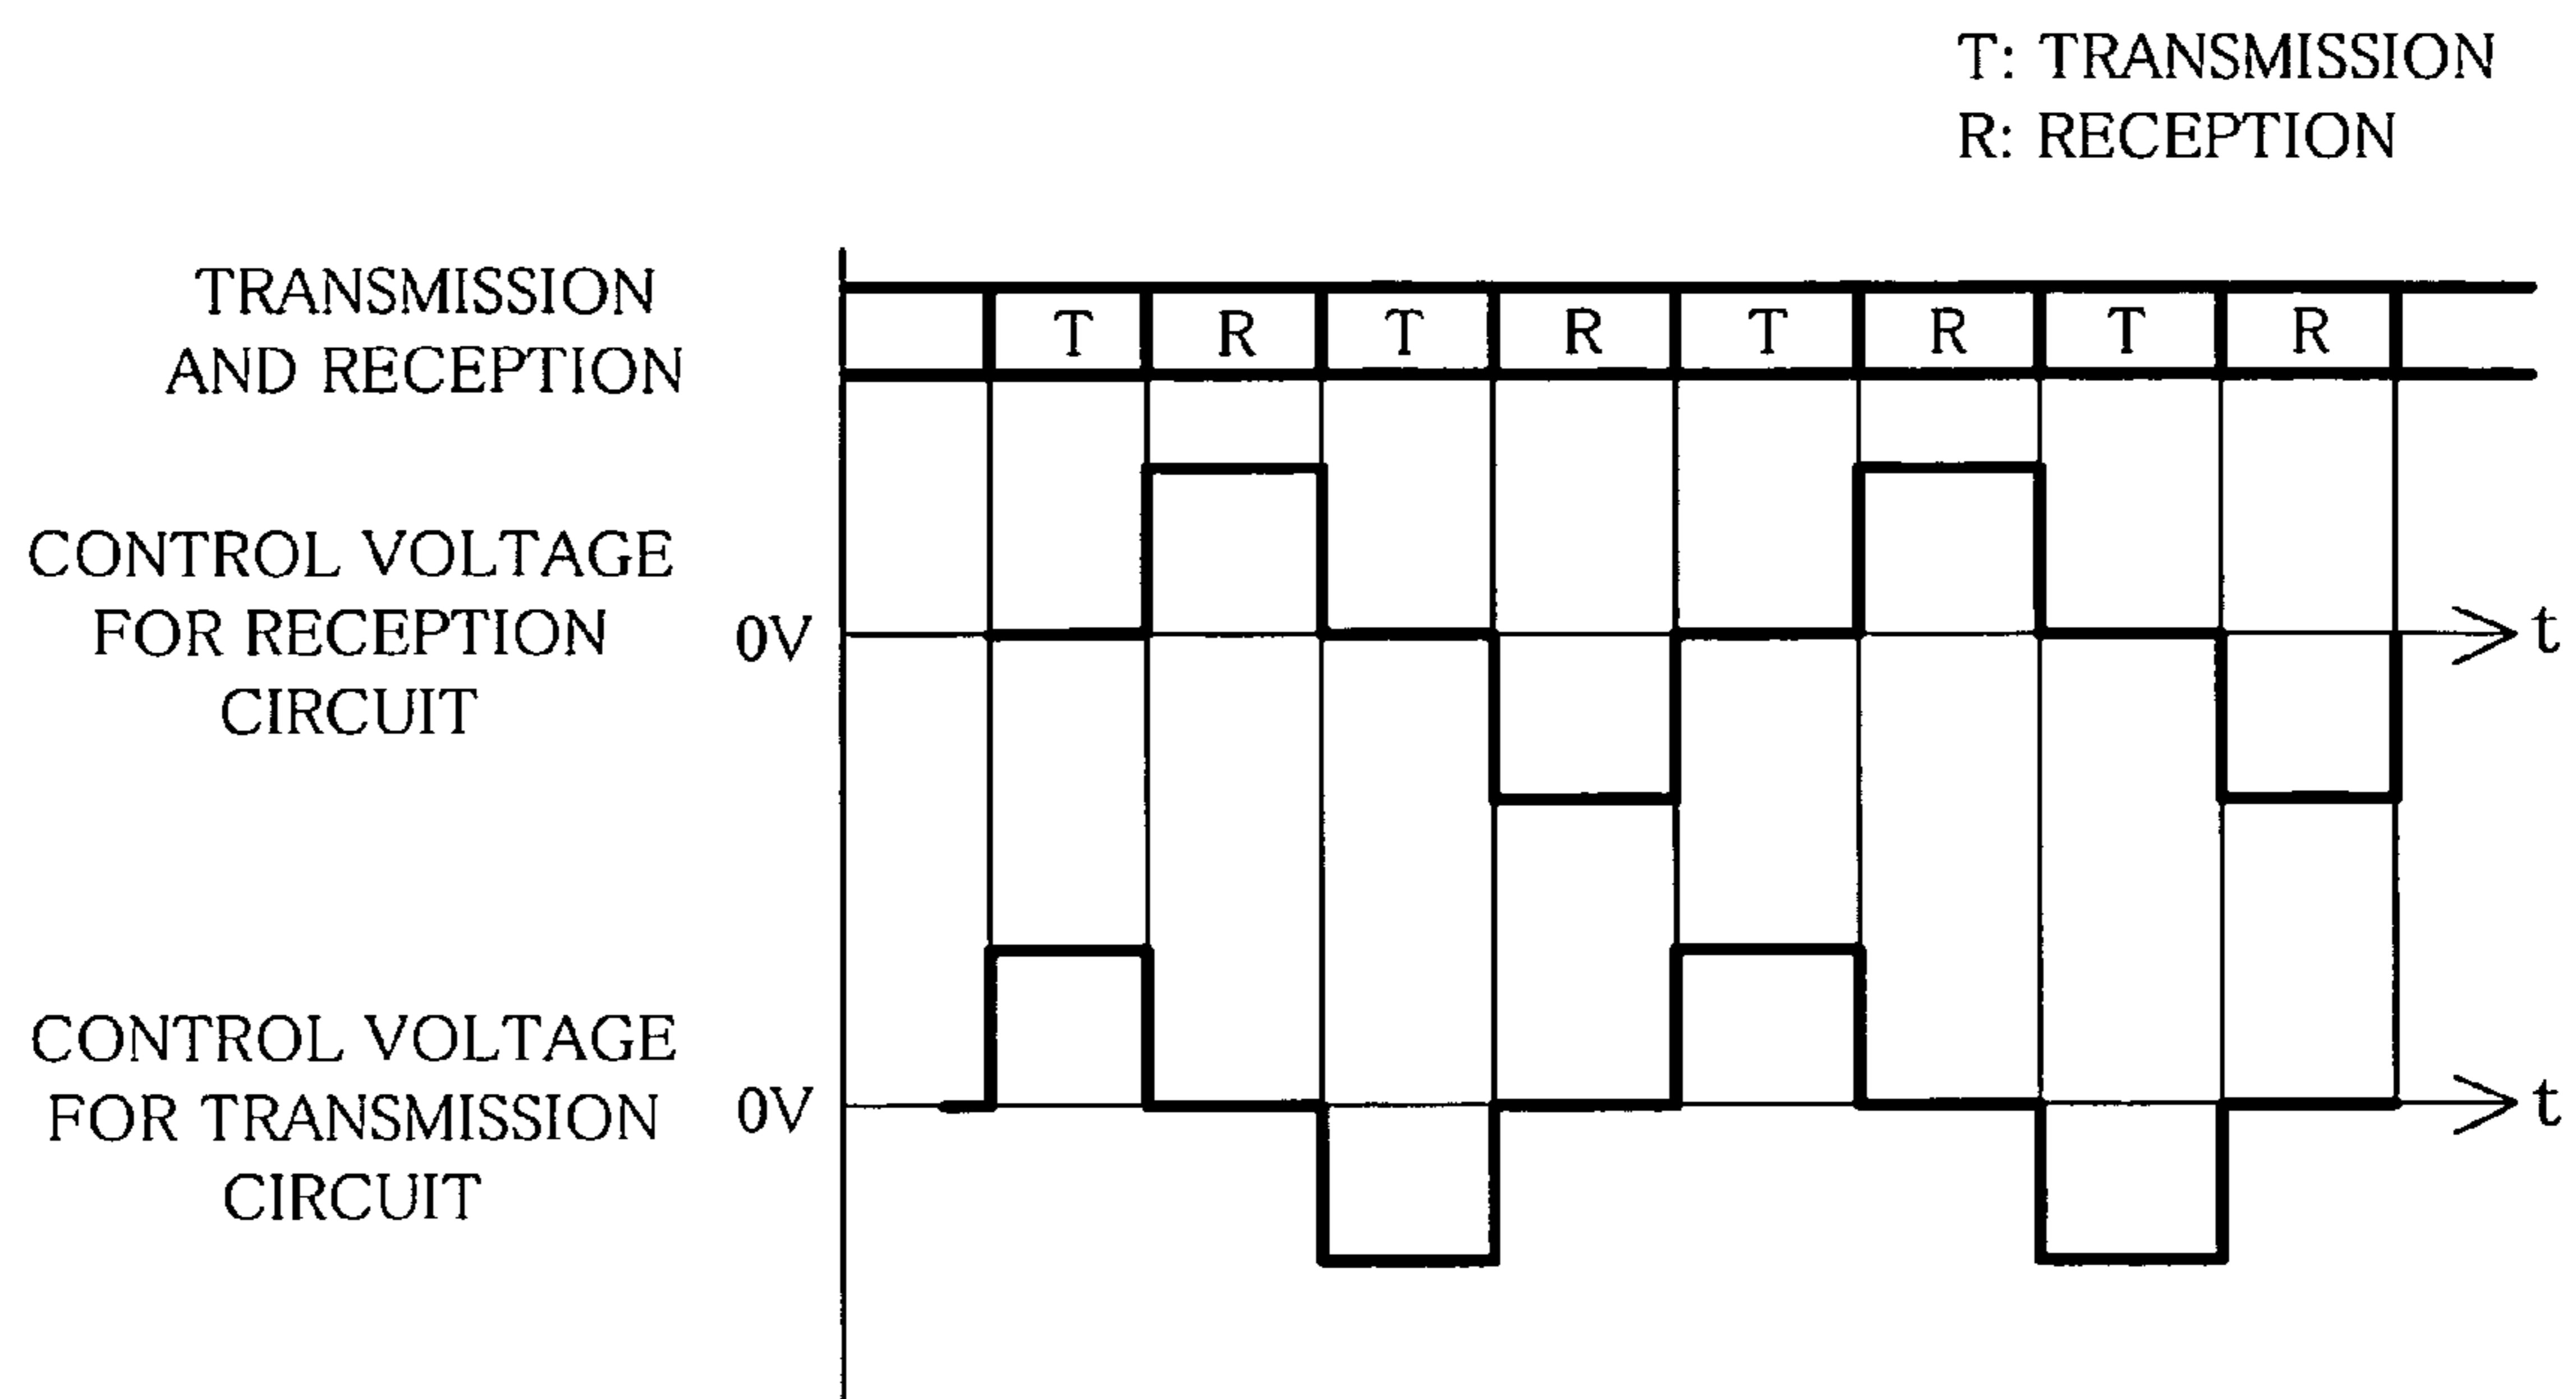 T: TRANSMISSION
R: RECEPTION
TRANSMISSION
AND RECEPTION
T R T R T R T R
CONTROL VOLTAGE
FOR RECEPTION
CIRCUIT
0V
t
CONTROL VOLTAGE
FOR TRANSMISSION
CIRCUIT
0V
t